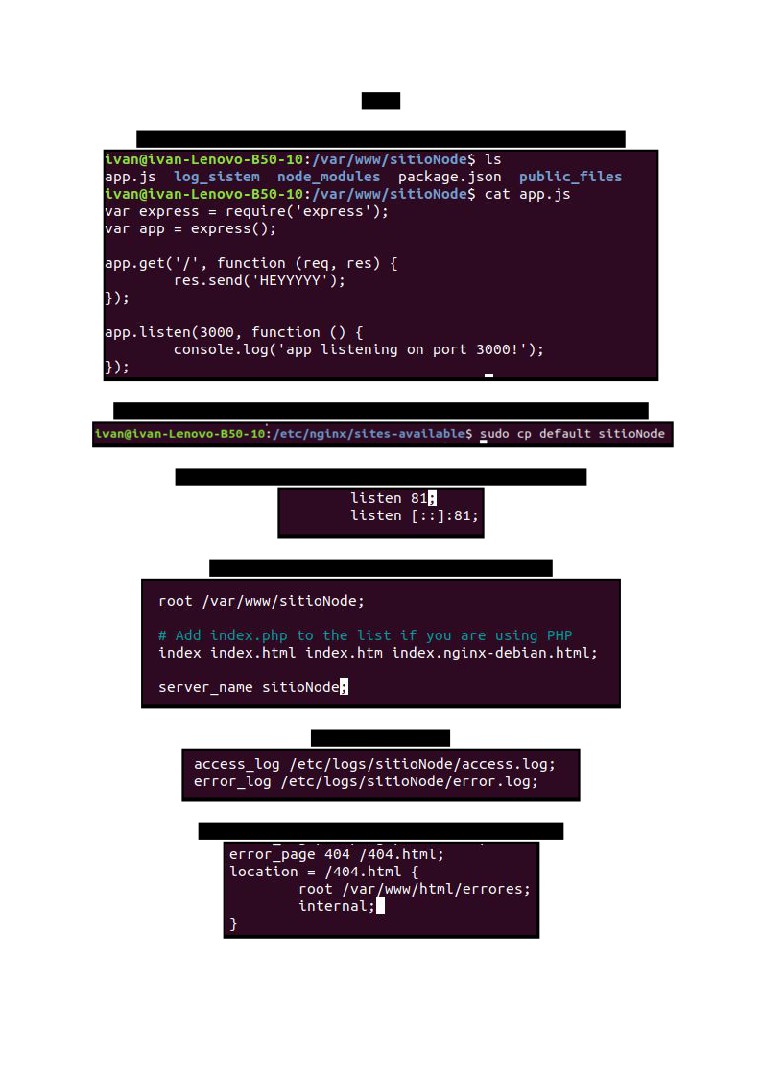 ivan@ivan-Lenovo-B50-10:/var/www/sitioNode$ ls
app.js  log_sistem  node_modules  package.json  public_files
ivan@ivan-Lenovo-B50-10:/var/www/sitioNode$ cat app.js
var express = require('express');
var app = express();
app.get('/', function (req, res) {
        res.send('HEYYYYY');
});
app.listen(3000, function () {
        console.log('app listening on port 3000!');
});
ivan@ivan-Lenovo-B50-10:/etc/nginx/sites-available$ sudo cp default sitioNode
listen 81;
listen [::]:81;
root /var/www/sitioNode;
# Add index.php to the list if you are using PHP
index index.html index.htm index.nginx-debian.html;
server_name sitioNode;
access_log /etc/logs/sitioNode/access.log;
error_log /etc/logs/sitioNode/error.log;
error_page 404 /404.html;
location = /404.html {
        root /var/www/html/errores;
        internal;
}